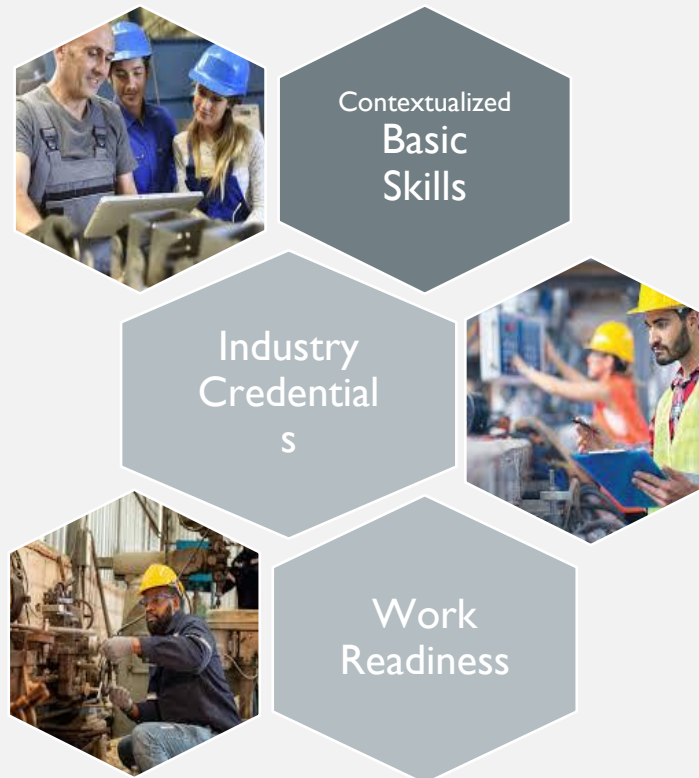 Contextualized
Basic
Skills
Industry
Credential
s
Work
Readiness